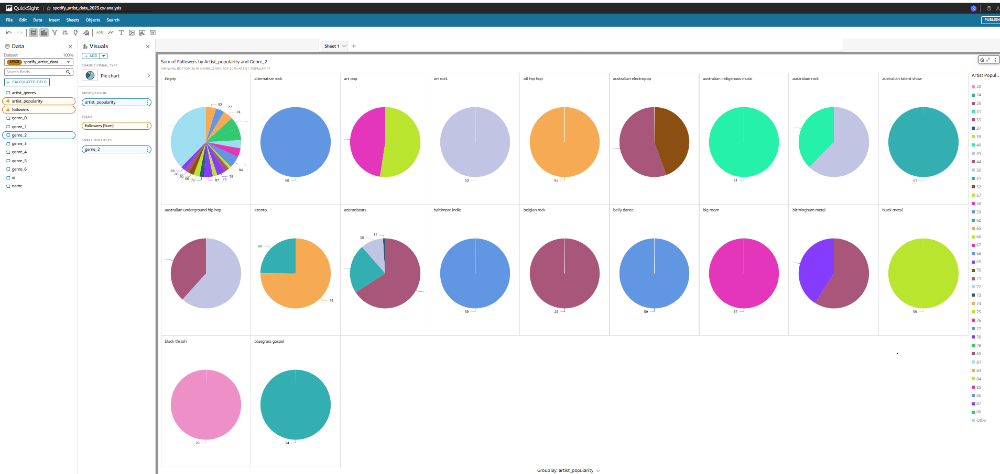 QuickSight
spotify_artist_data_2023.csv analysis
File Edit Data Insert Sheets Objects Search
PUBLISH
ADD:
Data
Dataset 100%
SPICE spotify_artist_data...
Search fields
+ CALCULATED FIELD
artist_genres
artist_popularity
followers
genre_0
genre_1
genre_2
genre_3
genre_4
genre_5
genre_6
id
name
Visuals
+ ADD
CHANGE VISUAL TYPE
Pie chart
GROUP/COLOR
artist_popularity
VALUE
followers (Sum)
SMALL MULTIPLES
genre_2
Sheet 1 +
Sum of Followers by Artist_popularity and Genre_2
SHOWING BOTTOM 20 IN GENRE_2 AND TOP 20 IN ARTIST_POPULARITY
Empty
83
77
74
...
...
84
78
75
87
73
66
70
80
69
alternative rock
68
art pop
art rock
50
atl hip hop
65
australian electropop
australian indigenous music
31
australian rock
australian talent show
51
australian underground hip hop
azonto
60
74
azontobeats
37
50
baltimore indie
59
belgian rock
26
belly dance
59
big room
67
birmingham metal
black metal
39
black thrash
20
bluegrass gospel
24
Group By: artist_popularity
Artist Popul...
20
24
26
31
35
37
39
40
41
44
50
51
52
57
58
59
60
65
66
67
68
69
70
71
72
73
74
75
76
77
78
79
80
81
83
84
85
86
87
88
Other